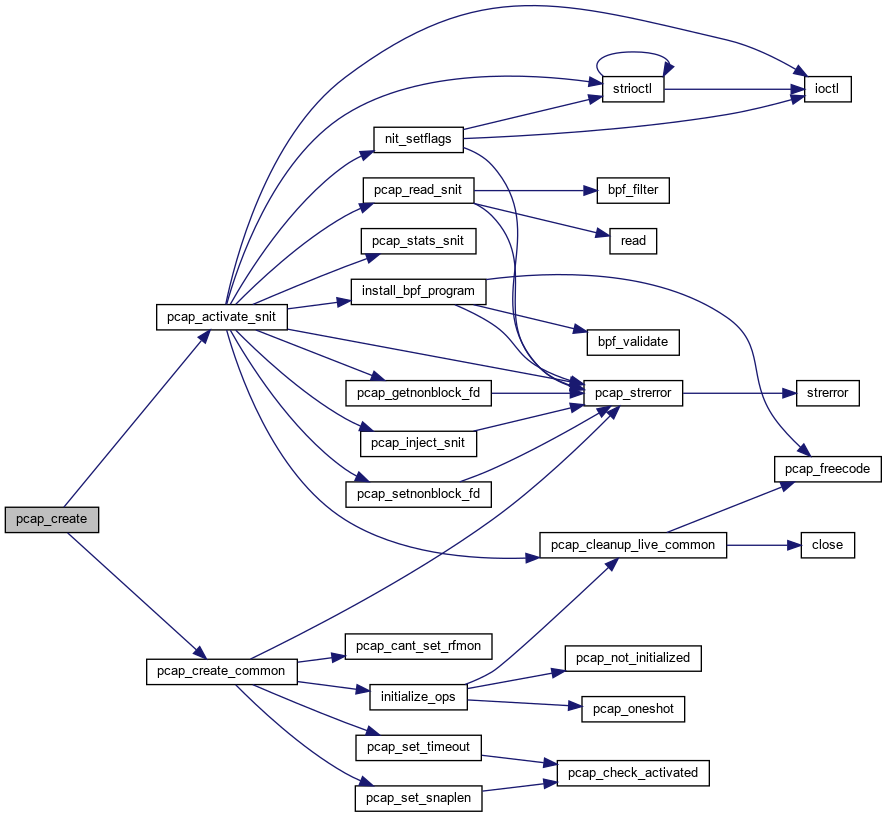 strioctl
ioctl
nit_setflags
pcap_read_snit
bpf_filter
pcap_stats_snit
read
install_bpf_program
pcap_activate_snit
bpf_validate
pcap_getnonblock_fd
pcap_strerror
strerror
pcap_inject_snit
pcap_freecode
pcap_setnonblock_fd
pcap_create
pcap_cleanup_live_common
close
pcap_cant_set_rfmon
pcap_not_initialized
pcap_create_common
initialize_ops
pcap_oneshot
pcap_set_timeout
pcap_check_activated
pcap_set_snaplen